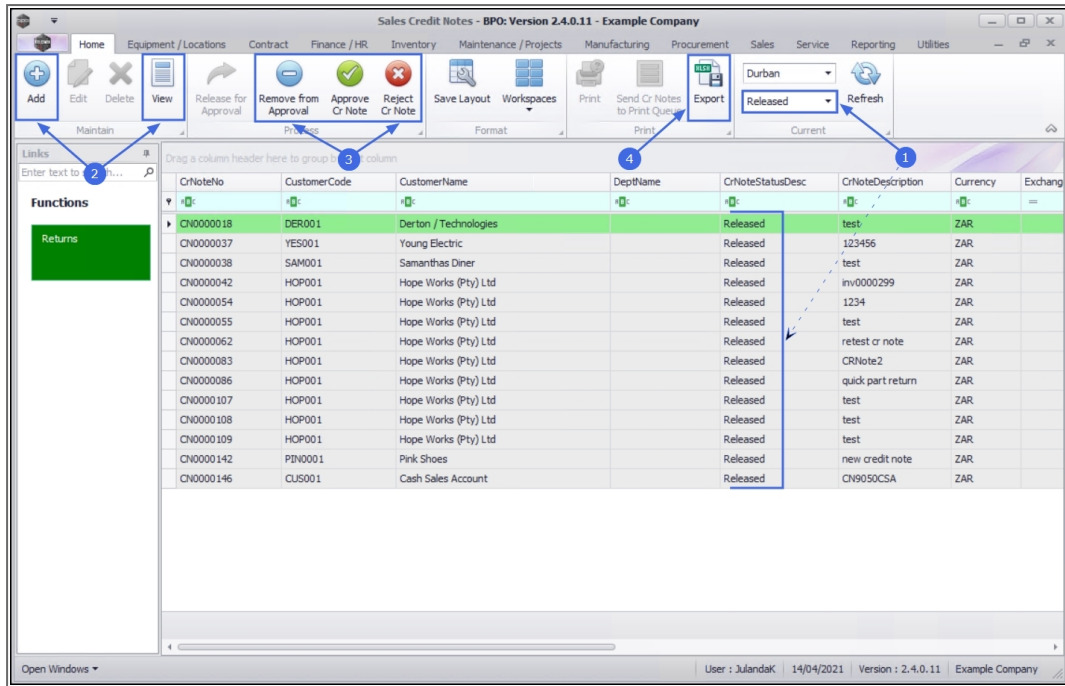 Sales Credit Notes - BPO: Version 2.4.0.11 - Example Company
Home Equipment / Locations Contract Finance / HR Inventory Maintenance / Projects Manufacturing Procurement Sales Service Reporting Utilities
Add Edit Delete View Release for Approval Remove from Approval Approve Cr Note Reject Cr Note Save Layout Workspaces Print Send Cr Notes to Print Queue XLSX Export Durban Released Refresh
Maintain Process Format Print Current
2 3 4 1
Links
Enter text to search...
Functions
Returns
Drag a column header here to group by that column
CrNoteNo CustomerCode CustomerName DeptName CrNoteStatusDesc CrNoteDescription Currency Exchang
CN0000018 DER001 Derton / Technologies Released test ZAR
CN0000037 YES001 Young Electric Released 123456 ZAR
CN0000038 SAM001 Samanthas Diner Released test ZAR
CN0000042 HOP001 Hope Works (Pty) Ltd Released inv0000299 ZAR
CN0000054 HOP001 Hope Works (Pty) Ltd Released 1234 ZAR
CN0000055 HOP001 Hope Works (Pty) Ltd Released test ZAR
CN0000062 HOP001 Hope Works (Pty) Ltd Released retest cr note ZAR
CN0000083 HOP001 Hope Works (Pty) Ltd Released CRNote2 ZAR
CN0000086 HOP001 Hope Works (Pty) Ltd Released quick part return ZAR
CN0000107 HOP001 Hope Works (Pty) Ltd Released test ZAR
CN0000108 HOP001 Hope Works (Pty) Ltd Released test ZAR
CN0000109 HOP001 Hope Works (Pty) Ltd Released test ZAR
CN0000142 PIN0001 Pink Shoes Released new credit note ZAR
CN0000146 CUS001 Cash Sales Account Released CN9050CSA ZAR
Open Windows User : JulandaK 14/04/2021 Version : 2.4.0.11 Example Company